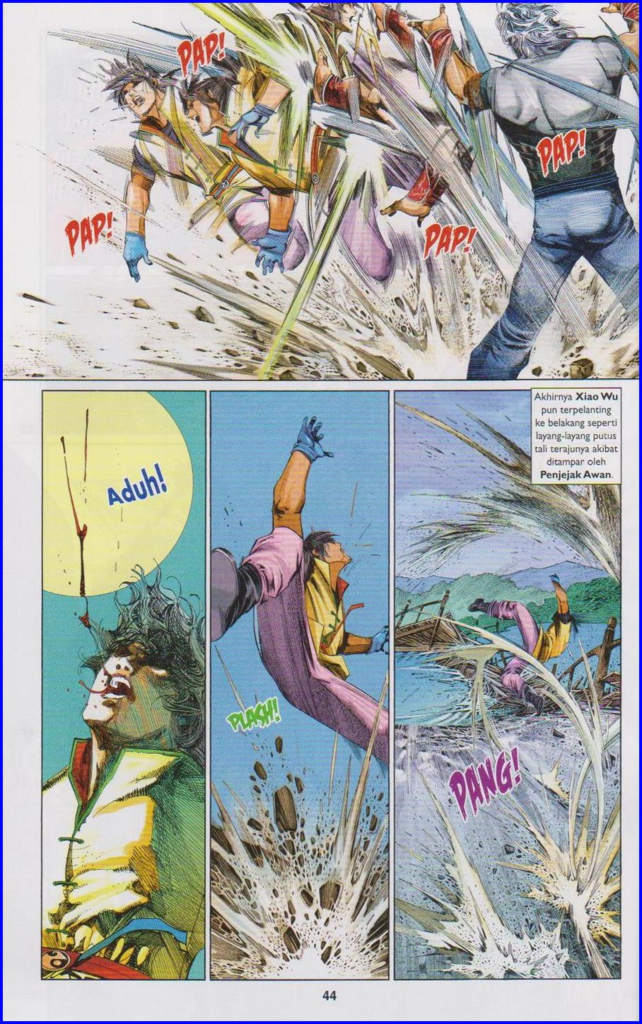 PAP!
PAP!
PAP!
PAP!
PAP!
Akhirnya Xiao Wu
pun terpelanting
ke belakang seperti
layang-layang putus
tali terajunya akibat
ditampar oleh
Penjejak Awan.
Aduh!
PLASH!
PANG!
44